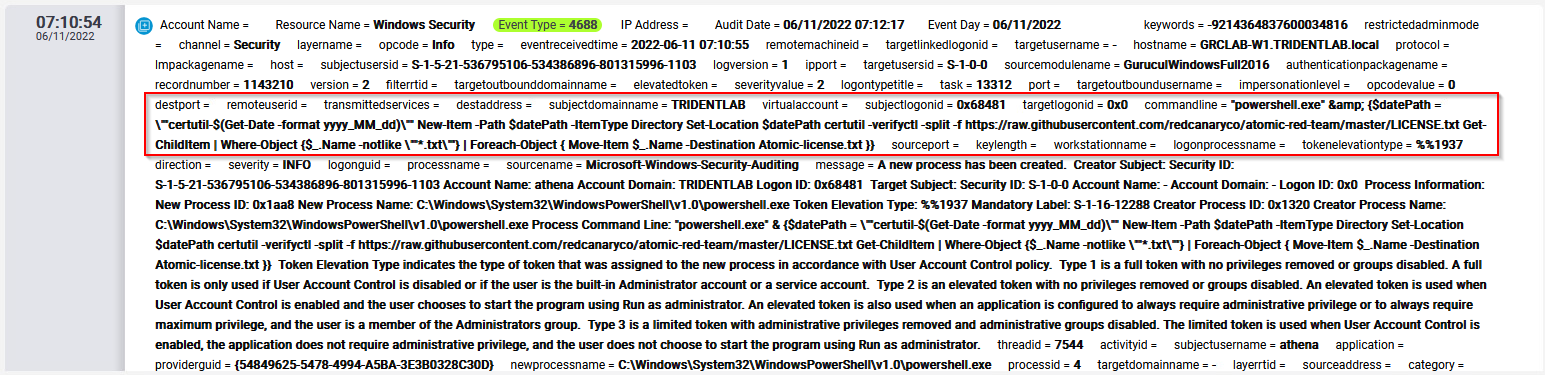 07:10:54 Account Name = Resource Name = Windows Security Event Type = 4688 IP Address = Audit Date = 06/11/2022 07:12:17 Event Day = 06/11/2022 keywords = -9214364837600034816 restrictedadminmode
06/11/2022 = channel = Security layername = opcode = Info type = eventreceivedtime = 2022-06-11 07:10:55 remotemachineid = targetlinkedlogonid = targetusername = - hostname = GRCLAB-W1.TRIDENTLAB.local protocol =
lmpackagename = host = subjectusersid = S-1-5-21-536795106-534386896-801315996-1103 logversion = 1 ipport = targetusersid = S-1-0-0 sourcemodulename = GuruculWindowsFull2016 authenticationpackagename =
recordnumber = 1143210 version = 2 filterrtid = targetoutbounddomainname = elevatedtoken = severityvalue = 2 logontypetitle = task = 13312 port = targetoutboundusername = impersonationlevel = opcodevalue = 0
destport = remoteuserid = transmittedservices = destaddress = subjectdomainname = TRIDENTLAB virtualaccount = subjectlogonid = 0x68481 targetlogonid = 0x0 commandline = "powershell.exe" &amp; {$datePath =
\""certutil-$(Get-Date -format yyyy_MM_dd)\"" New-Item -Path $datePath -ItemType Directory Set-Location $datePath certutil -verifyctl -split -f https://raw.githubusercontent.com/redcanaryco/atomic-red-team/master/LICENSE.txt Get-
ChildItem | Where-Object {$_.Name -notlike \""*.txt\""} | Foreach-Object { Move-Item $_.Name -Destination Atomic-license.txt }} sourceport = keylength = workstationname = logonprocessname = tokenelevationtype = %%1937
direction = severity = INFO logonguid = processname = sourcename = Microsoft-Windows-Security-Auditing message = A new process has been created. Creator Subject: Security ID:
S-1-5-21-536795106-534386896-801315996-1103 Account Name: athena Account Domain: TRIDENTLAB Logon ID: 0x68481 Target Subject: Security ID: S-1-0-0 Account Name: - Account Domain: - Logon ID: 0x0 Process Information:
New Process ID: 0x1aa8 New Process Name: C:\Windows\System32\WindowsPowerShell\v1.0\powershell.exe Token Elevation Type: %%1937 Mandatory Label: S-1-16-12288 Creator Process ID: 0x1320 Creator Process Name:
C:\Windows\System32\WindowsPowerShell\v1.0\powershell.exe Process Command Line: "powershell.exe" & {$datePath = \""certutil-$(Get-Date -format yyyy_MM_dd)\"" New-Item -Path $datePath -ItemType Directory Set-Location
$datePath certutil -verifyctl -split -f https://raw.githubusercontent.com/redcanaryco/atomic-red-team/master/LICENSE.txt Get-ChildItem | Where-Object {$_.Name -notlike \""*.txt\""} | Foreach-Object { Move-Item $_.Name -Destination
Atomic-license.txt }} Token Elevation Type indicates the type of token that was assigned to the new process in accordance with User Account Control policy. Type 1 is a full token with no privileges removed or groups disabled. A full
token is only used if User Account Control is disabled or if the user is the built-in Administrator account or a service account. Type 2 is an elevated token with no privileges removed or groups disabled. An elevated token is used when
User Account Control is enabled and the user chooses to start the program using Run as administrator. An elevated token is also used when an application is configured to always require administrative privilege or to always require
maximum privilege, and the user is a member of the Administrators group. Type 3 is a limited token with administrative privileges removed and administrative groups disabled. The limited token is used when User Account Control is
enabled, the application does not require administrative privilege, and the user does not choose to start the program using Run as administrator. threadid = 7544 activityid = subjectusername = athena application =
providerguid = {54849625-5478-4994-A5BA-3E3B0328C30D} newprocessname = C:\Windows\System32\WindowsPowerShell\v1.0\powershell.exe processid = 4 targetdomainname = - layerrtid = sourceaddress = category =